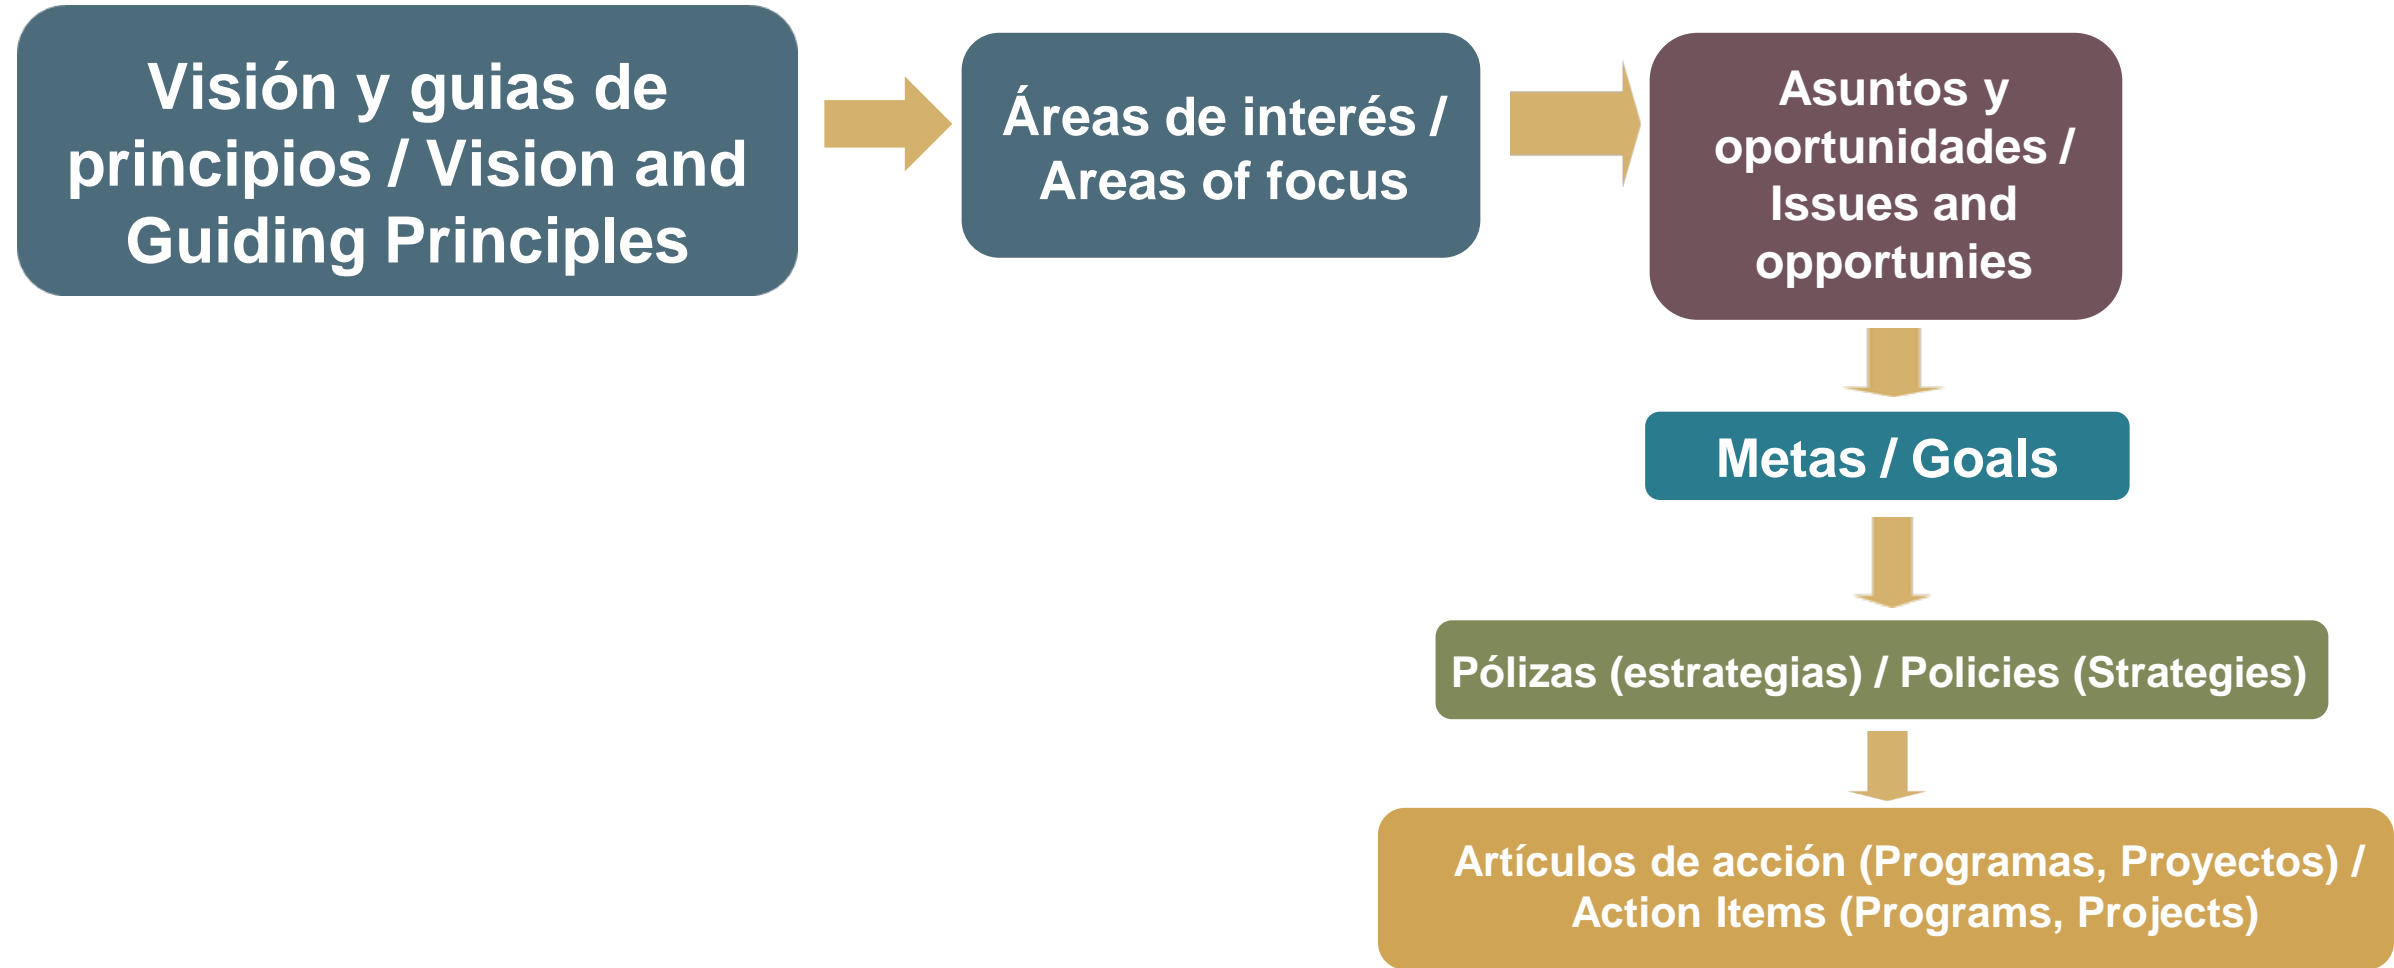 Visión y guias de
principios / Vision and
Guiding Principles
Áreas de interés /
Areas of focus
Asuntos y
oportunidades /
Issues and
opportunies
Metas / Goals
Pólizas (estrategias) / Policies (Strategies)
Artículos de acción (Programas, Proyectos) /
Action Items (Programs, Projects)